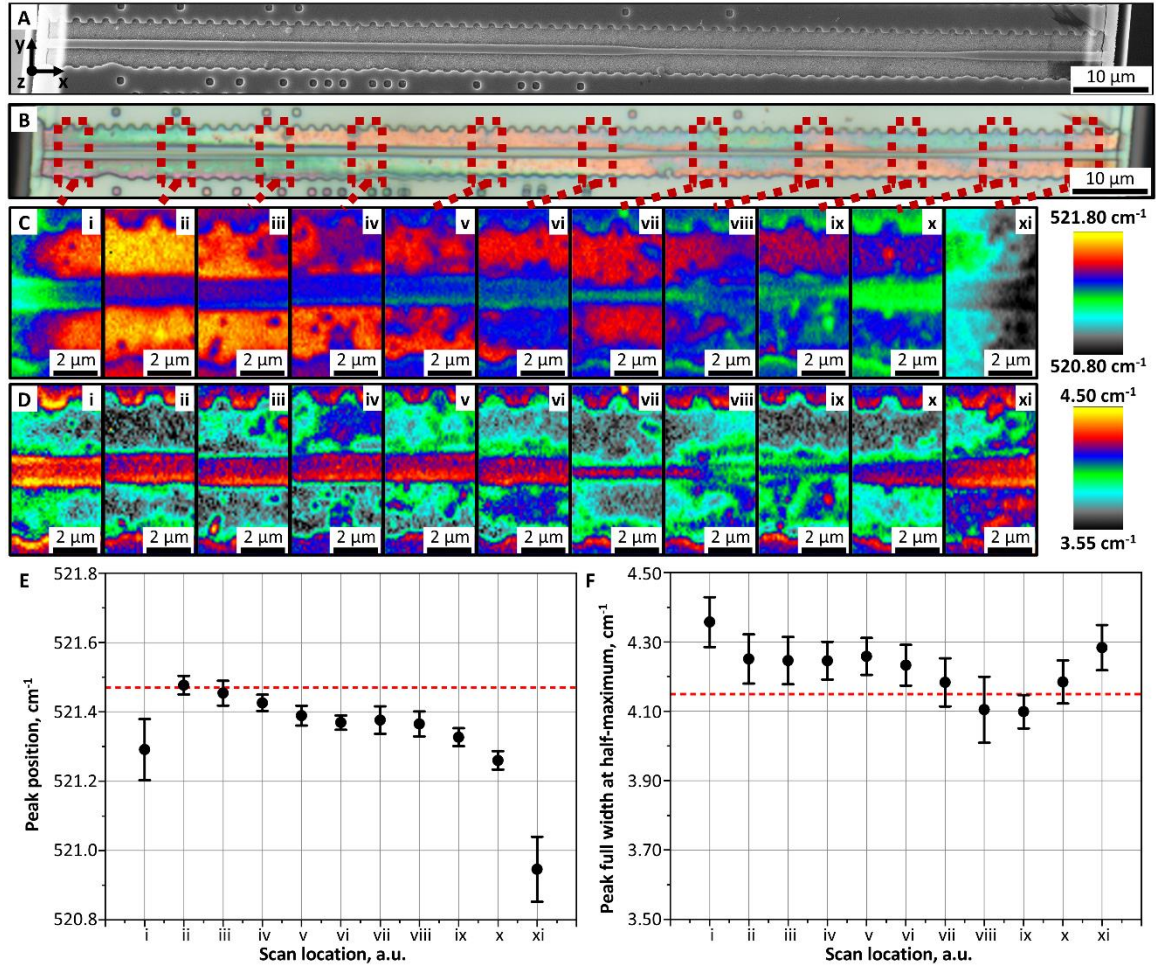 A
y
z
x
10 µm
B
10 µm
C
i
ii
iii
iv
v
vi
vii
viii
ix
x
xi
2 µm
2 µm
2 µm
2 µm
2 µm
2 µm
2 µm
2 µm
2 µm
2 µm
2 µm
521.80 cm⁻¹
520.80 cm⁻¹
D
i
ii
iii
iv
v
vi
vii
viii
ix
x
xi
2 µm
2 µm
2 µm
2 µm
2 µm
2 µm
2 µm
2 µm
2 µm
2 µm
2 µm
4.50 cm⁻¹
3.55 cm⁻¹
E
Peak position, cm⁻¹
521.8
521.6
521.4
521.2
521.0
520.8
i ii iii iv v vi vii viii ix x xi
Scan location, a.u.
F
Peak full width at half-maximum, cm⁻¹
4.50
4.30
4.10
3.90
3.70
3.50
i ii iii iv v vi vii viii ix x xi
Scan location, a.u.